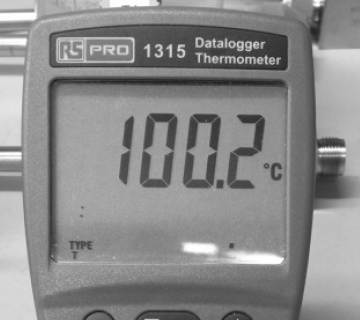 RS PRO 1315 Datalogger
Thermometer
100.2 °C
TYPE
T